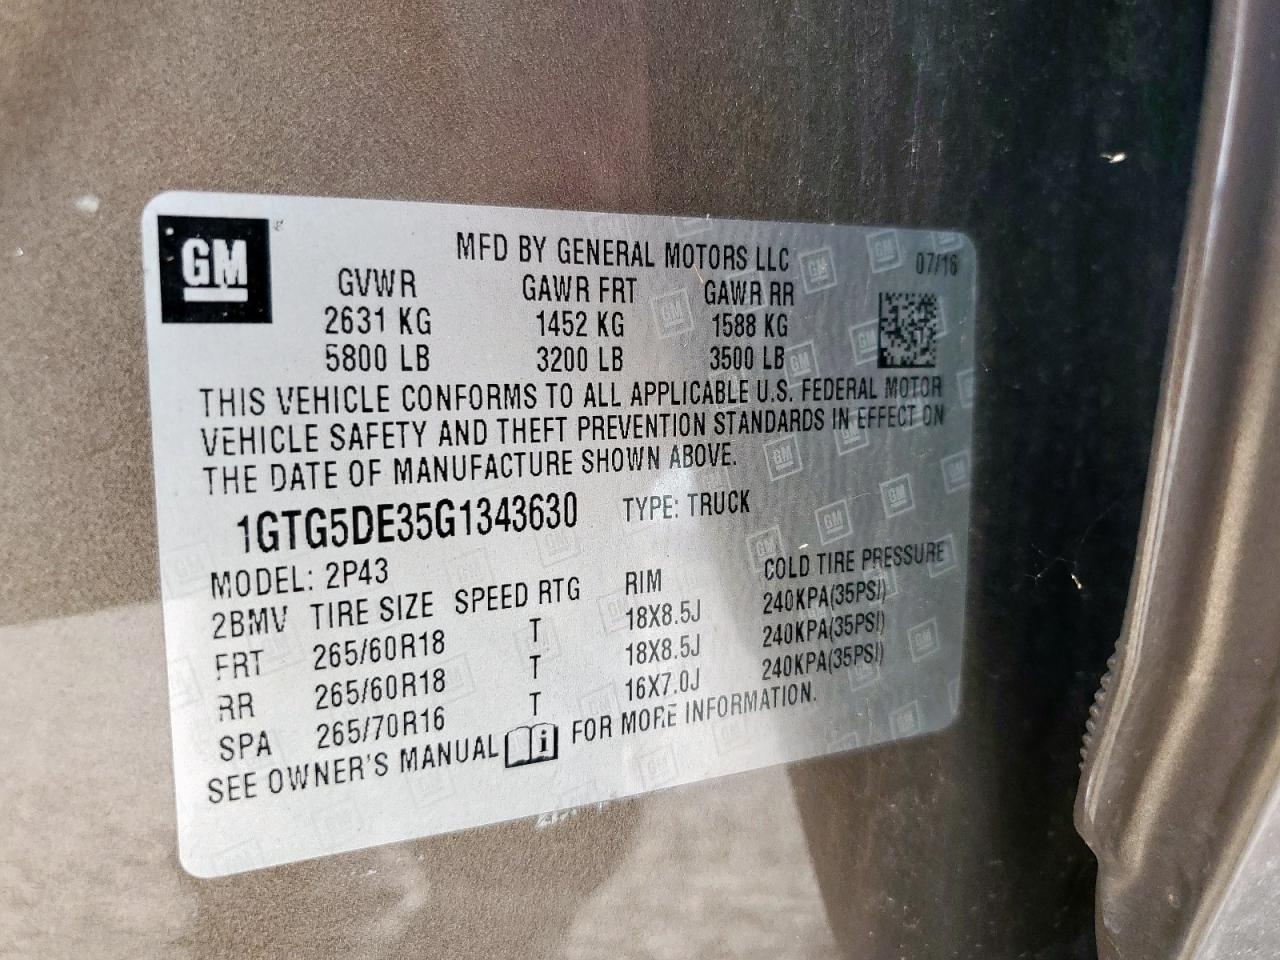 GM
MFD BY GENERAL MOTORS LLC 07/16
GVWR GAWR FRT GAWR RR
2631 KG 1452 KG 1588 KG
5800 LB 3200 LB 3500 LB
THIS VEHICLE CONFORMS TO ALL APPLICABLE U.S. FEDERAL MOTOR
VEHICLE SAFETY AND THEFT PREVENTION STANDARDS IN EFFECT ON
THE DATE OF MANUFACTURE SHOWN ABOVE.
1GTG5DE35G1343630 TYPE: TRUCK
MODEL: 2P43
2BMV TIRE SIZE SPEED RTG RIM COLD TIRE PRESSURE
FRT 265/60R18 T 18X8.5J 240KPA(35PSI)
RR 265/60R18 T 18X8.5J 240KPA(35PSI)
SPA 265/70R16 T 16X7.0J 240KPA(35PSI)
SEE OWNER'S MANUAL i FOR MORE INFORMATION.